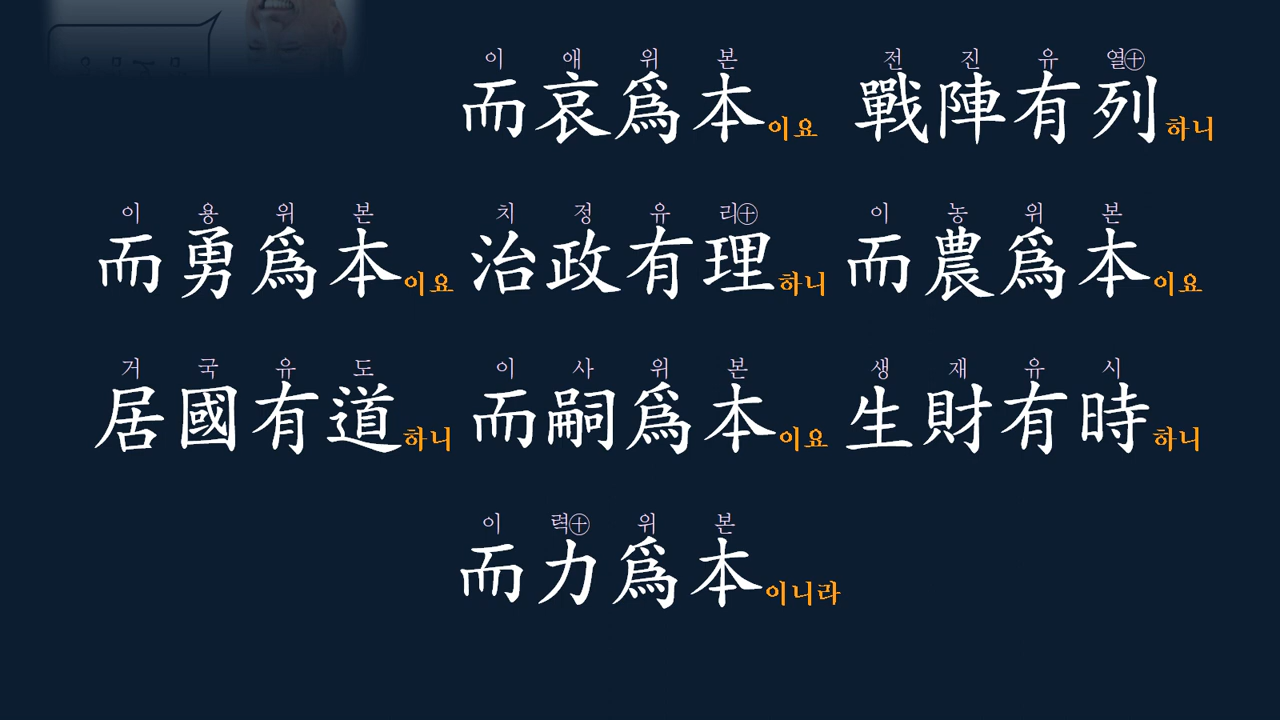 이 애 위 본 전 진 유 열㊉
而哀爲本이요 戰陣有列하니
이 용 위 본 치 정 유 리㊉ 이 농 위 본
而勇爲本이요 治政有理하니 而農爲本이요
거 국 유 도 이 사 위 본 생 재 유 시
居國有道하니 而嗣爲本이요 生財有時하니
이 력㊉ 위 본
而力爲本이니라